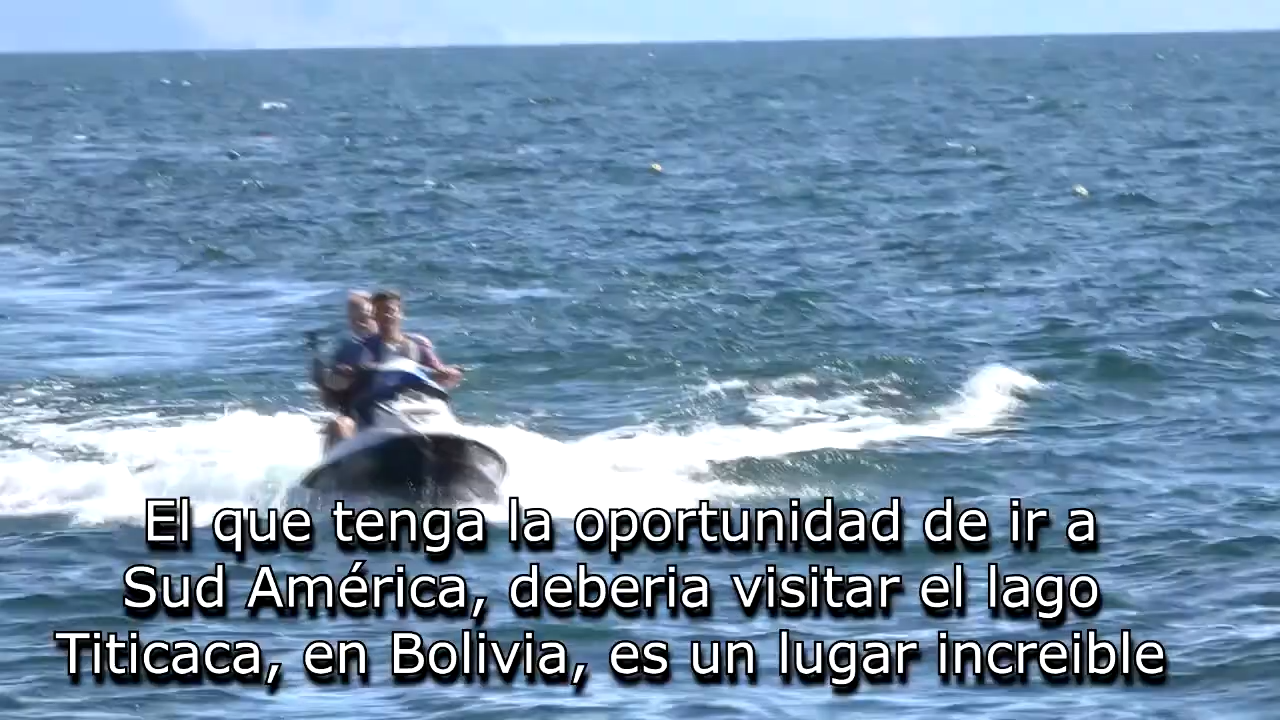 El que tenga la oportunidad de ir a
Sud América, deberia visitar el lago
Titicaca, en Bolivia, es un lugar increible